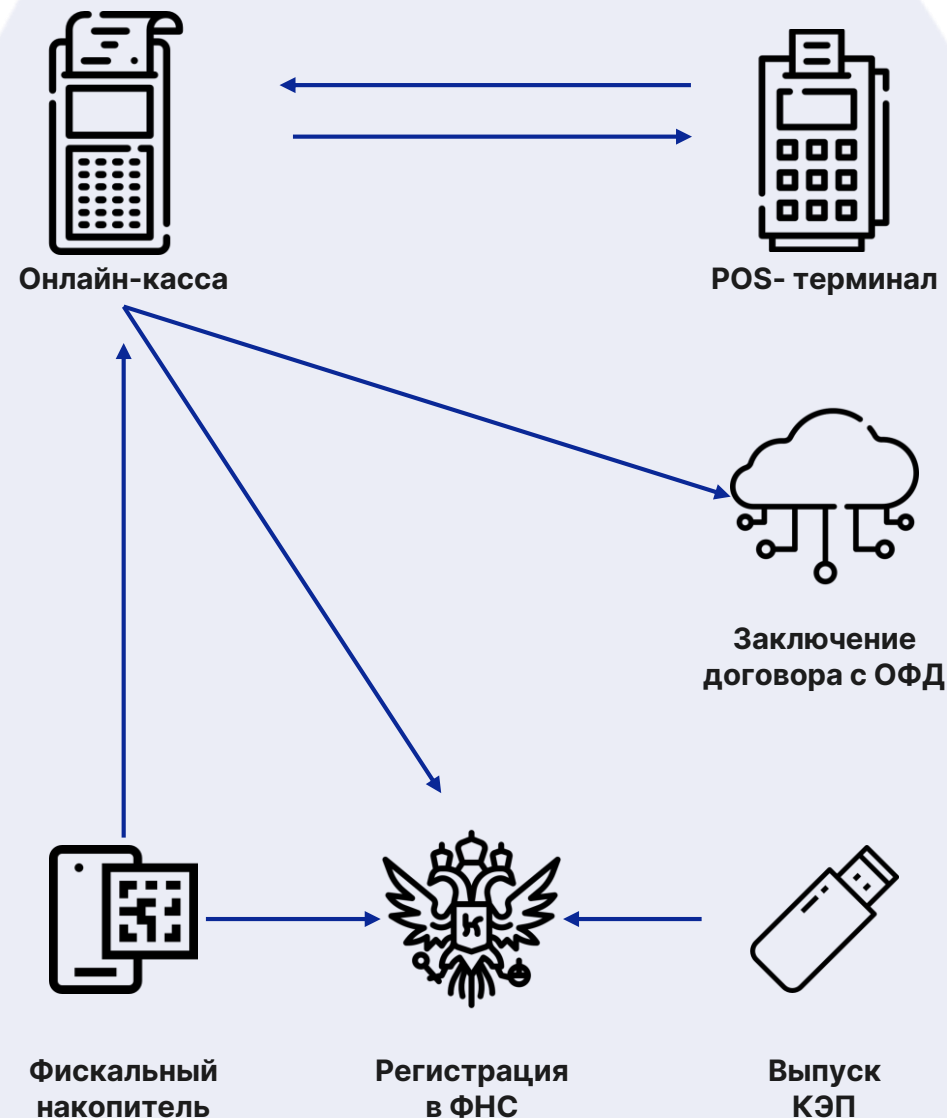 Онлайн-касса
POS- терминал
Заключение
договора с ОФД
Фискальный
накопитель
Регистрация
в ФНС
Выпуск
КЭП